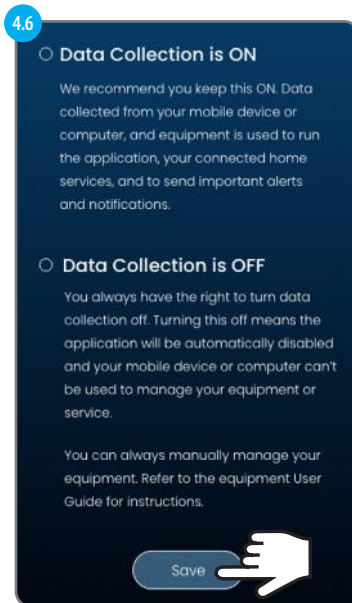 4.6
Data Collection is ON
We recommend you keep this ON. Data
collected from your mobile device or
computer, and equipment is used to run
the application, your connected home
services, and to send important alerts
and notifications.
Data Collection is OFF
You always have the right to turn data
collection off. Turning this off means the
application will be automatically disabled
and your mobile device or computer can't
be used to manage your equipment or
service.
You can always manually manage your
equipment. Refer to the equipment User
Guide for instructions.
Save